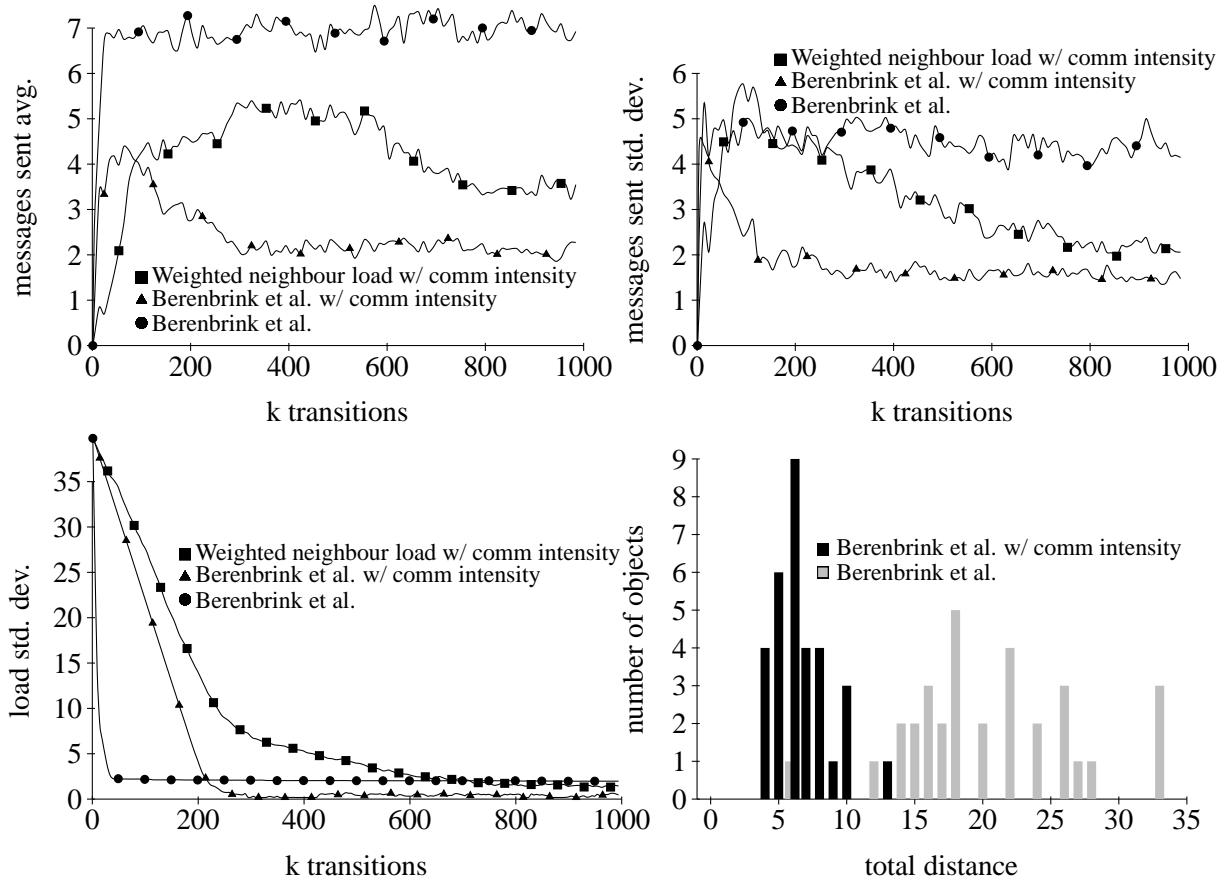 messages sent avg.
7
6
5
4
3
2
1
0
Weighted neighbour load w/ comm intensity
Berenbrink et al. w/ comm intensity
Berenbrink et al.
0 200 400 600 800 1000
k transitions
messages sent std. dev.
6
5
4
3
2
1
0
Weighted neighbour load w/ comm intensity
Berenbrink et al. w/ comm intensity
Berenbrink et al.
0 200 400 600 800 1000
k transitions
load std. dev.
35
30
25
20
15
10
5
0
Weighted neighbour load w/ comm intensity
Berenbrink et al. w/ comm intensity
Berenbrink et al.
0 200 400 600 800 1000
k transitions
number of objects
9
8
7
6
5
4
3
2
1
0
Berenbrink et al. w/ comm intensity
Berenbrink et al.
0 5 10 15 20 25 30 35
total distance